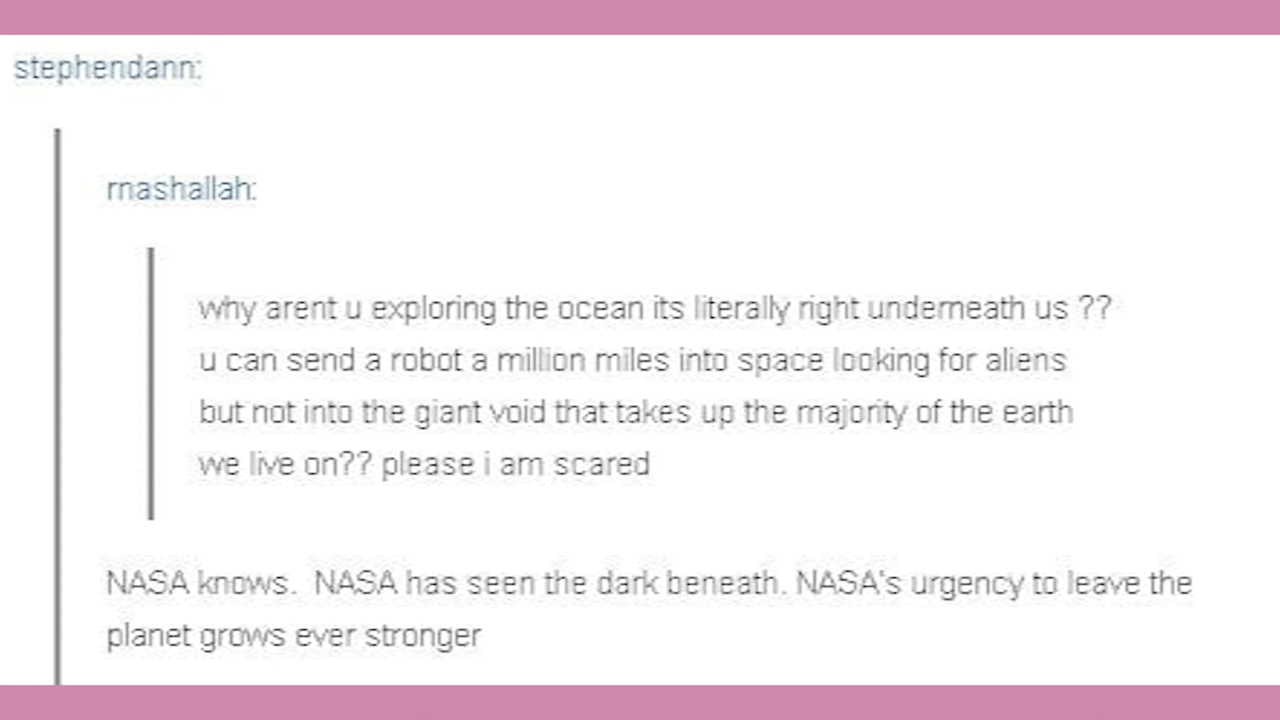 stephendann:
rnashallah:
why arent u exploring the ocean its literally right underneath us ??
u can send a robot a million miles into space looking for aliens
but not into the giant void that takes up the majority of the earth
we live on?? please i am scared
NASA knows.  NASA has seen the dark beneath. NASA's urgency to leave the
planet grows ever stronger